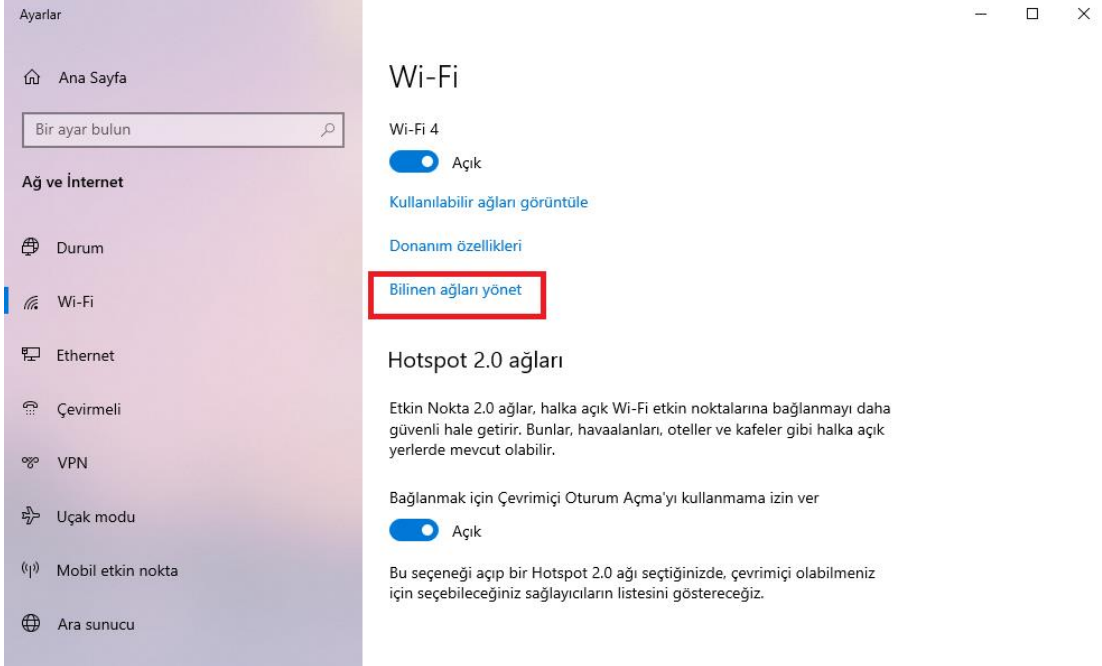 Ayarlar
Ana Sayfa
Bir ayar bulun
Ağ ve İnternet
Durum
Wi-Fi
Ethernet
Çevirmeli
VPN
Uçak modu
Mobil etkin nokta
Ara sunucu
Wi-Fi
Wi-Fi 4
Açık
Kullanılabilir ağları görüntüle
Donanım özellikleri
Bilinen ağları yönet
Hotspot 2.0 ağları
Etkin Nokta 2.0 ağlar, halka açık Wi-Fi etkin noktalarına bağlanmayı daha
güvenli hale getirir. Bunlar, havaalanları, oteller ve kafeler gibi halka açık
yerlerde mevcut olabilir.
Bağlanmak için Çevrimiçi Oturum Açma'yı kullanmama izin ver
Açık
Bu seçeneği açıp bir Hotspot 2.0 ağı seçtiğinizde, çevrimiçi olabilmeniz
için seçebileceğiniz sağlayıcıların listesini göstereceğiz.